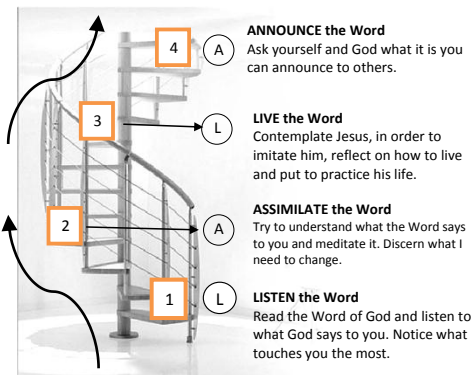 4
A
ANNOUNCE the Word
Ask yourself and God what it is you
can announce to others.
3
L
LIVE the Word
Contemplate Jesus, in order to
imitate him, reflect on how to live
and put to practice his life.
2
A
ASSIMILATE the Word
Try to understand what the Word says
to you and meditate it. Discern what I
need to change.
1
L
LISTEN the Word
Read the Word of God and listen to
what God says to you. Notice what
touches you the most.